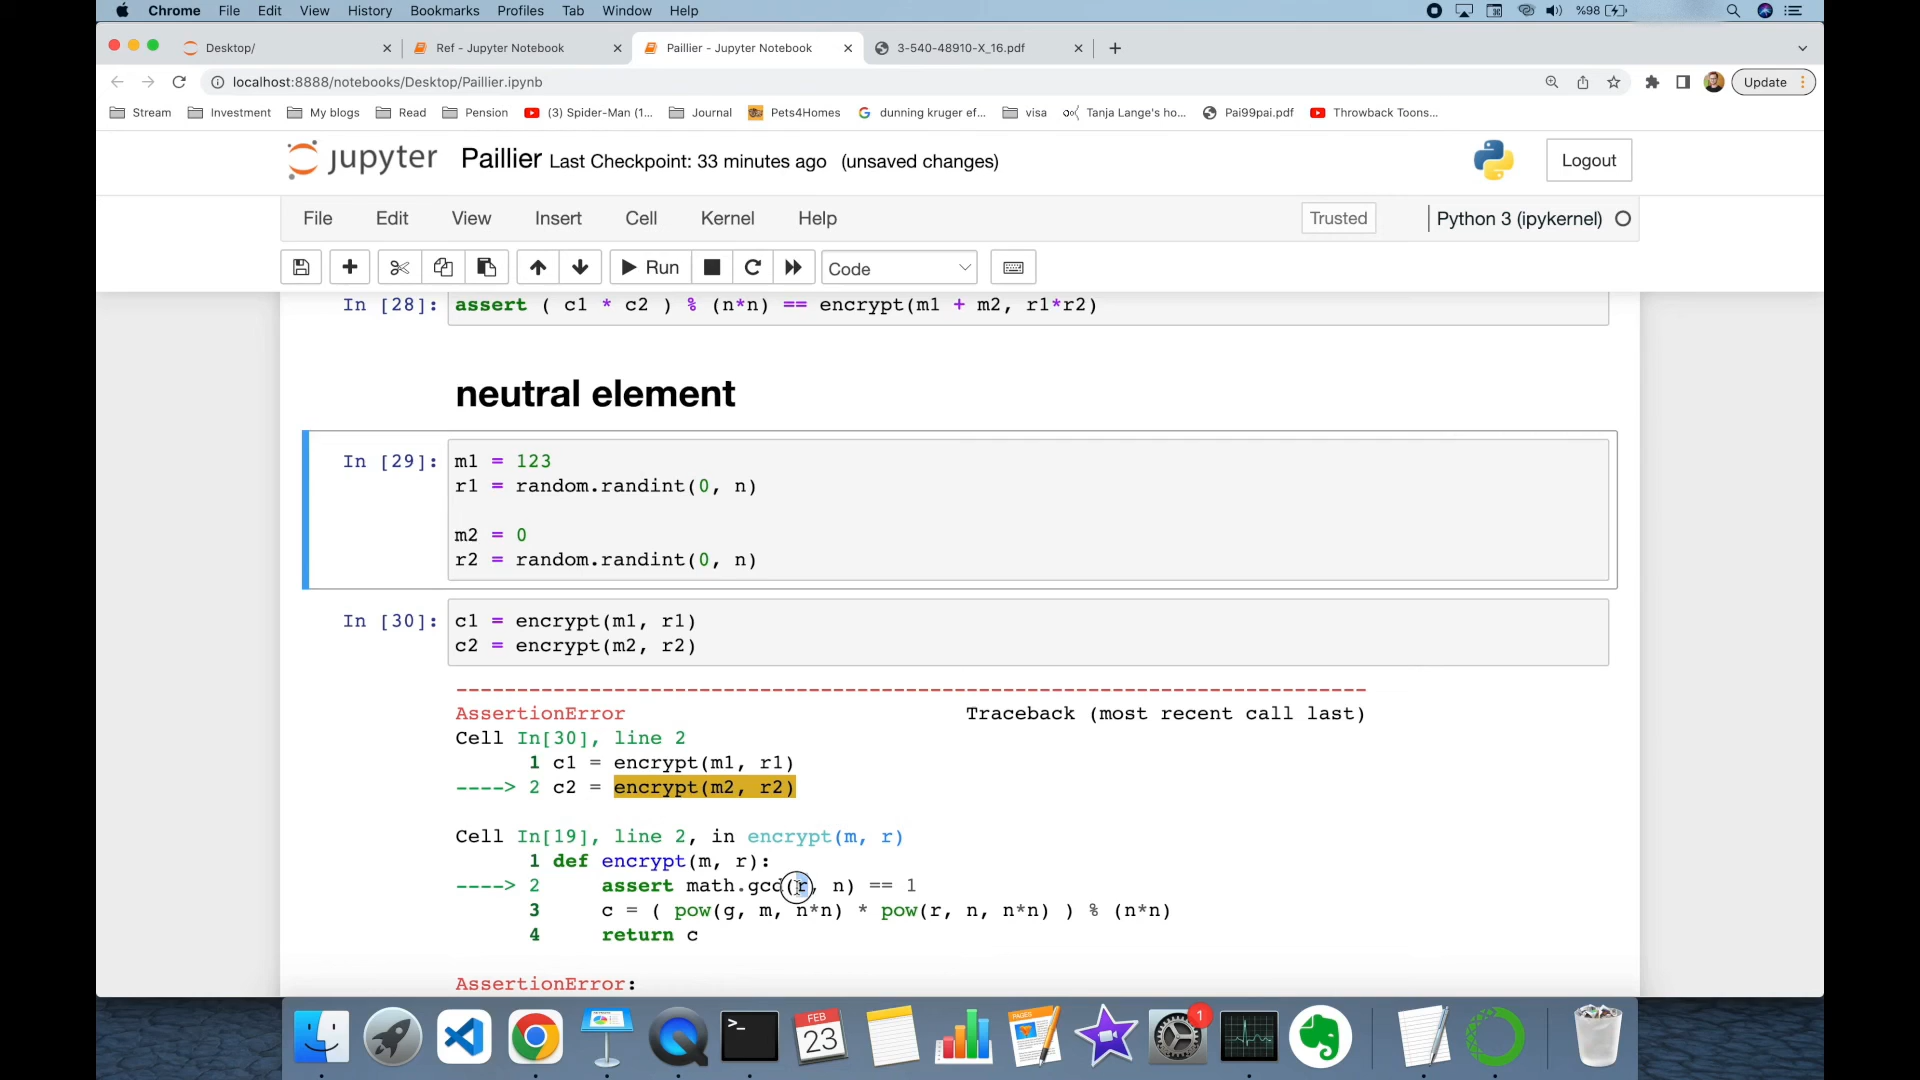 Chrome File Edit View History Bookmarks Profiles Tab Window Help %98
Desktop/ Ref - Jupyter Notebook Paillier - Jupyter Notebook 3-540-48910-X_16.pdf
localhost:8888/notebooks/Desktop/Paillier.ipynb Update
Stream Investment My blogs Read Pension (3) Spider-Man (1... Journal Pets4Homes dunning kruger ef... visa Tanja Lange's ho... Pai99pai.pdf Throwback Toons...
jupyter Paillier Last Checkpoint: 33 minutes ago (unsaved changes) Logout
File Edit View Insert Cell Kernel Help Trusted Python 3 (ipykernel)
Run Code
In [28]: assert ( c1 * c2 ) % (n*n) == encrypt(m1 + m2, r1*r2)
neutral element
In [29]: m1 = 123
r1 = random.randint(0, n)
m2 = 0
r2 = random.randint(0, n)
In [30]: c1 = encrypt(m1, r1)
c2 = encrypt(m2, r2)
---------------------------------------------------------------------------
AssertionError Traceback (most recent call last)
Cell In[30], line 2
1 c1 = encrypt(m1, r1)
----> 2 c2 = encrypt(m2, r2)
Cell In[19], line 2, in encrypt(m, r)
1 def encrypt(m, r):
----> 2 assert math.gcd(r, n) == 1
3 c = ( pow(g, m, n*n) * pow(r, n, n*n) ) % (n*n)
4 return c
AssertionError:
FEB
23
PAGES
1